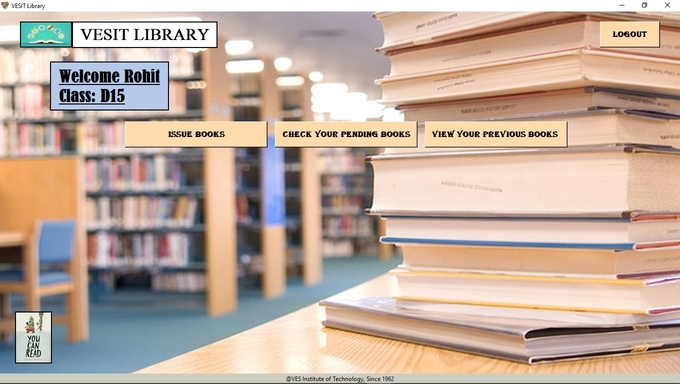 VESIT Library
VESIT LIBRARY
LOGOUT
Welcome Rohit
Class: D15
ISSUE BOOKS
CHECK YOUR PENDING BOOKS
VIEW YOUR PREVIOUS BOOKS
YOU
CAN
READ
@VES Institute of Technology, Since 1962